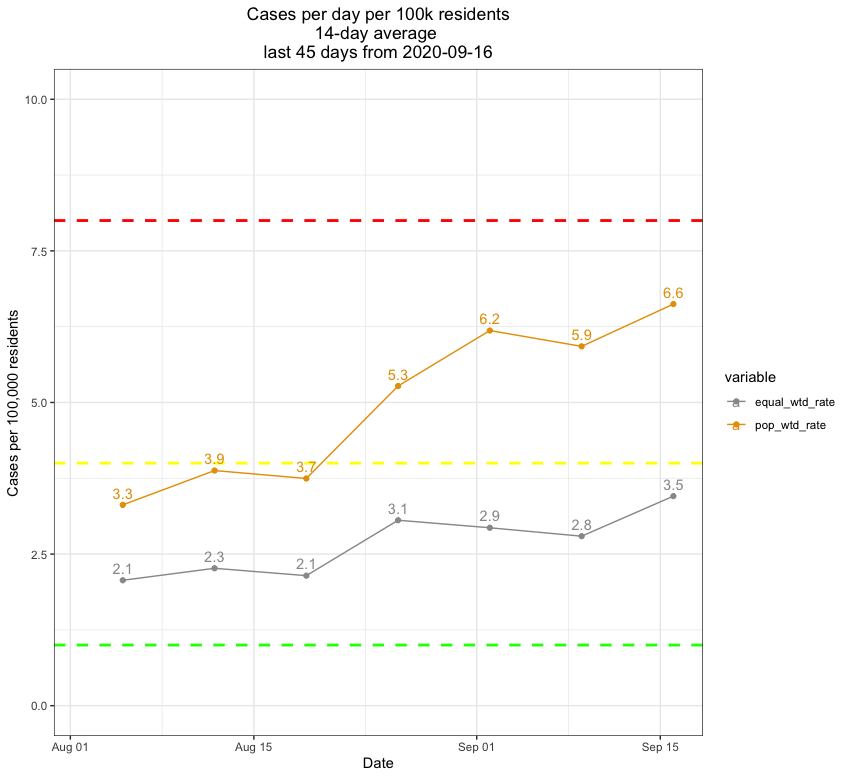 Cases per day per 100k residents
14-day average
last 45 days from 2020-09-16
10.0
7.5
5.0
2.5
0.0
Cases per 100,000 residents
3.3
3.9
3.7
5.3
6.2
5.9
6.6
2.1
2.3
2.1
3.1
2.9
2.8
3.5
Aug 01
Aug 15
Sep 01
Sep 15
Date
variable
a equal_wtd_rate
a pop_wtd_rate